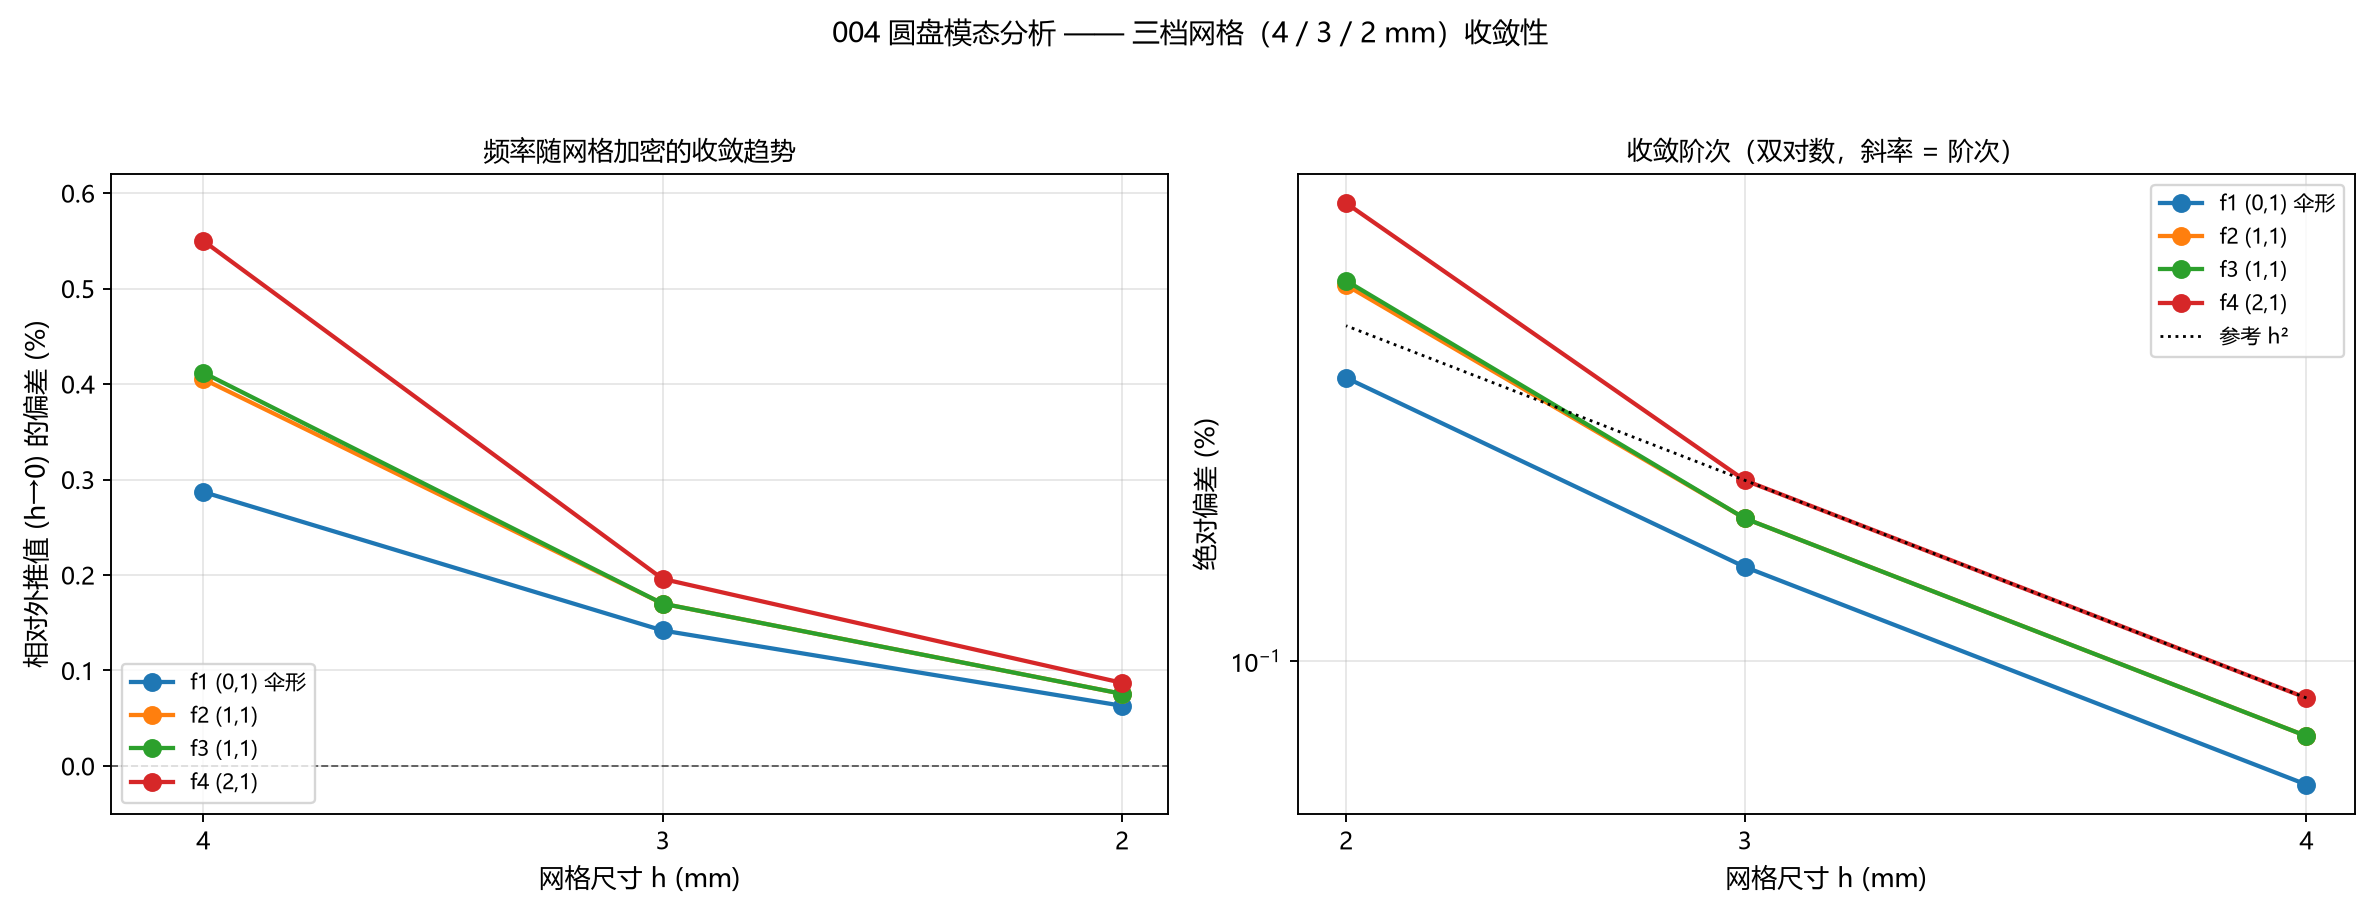 004 圆盘模态分析 —— 三档网格（4 / 3 / 2 mm）收敛性
频率随网格加密的收敛趋势
相对外推值 (h→0) 的偏差 (%)
0.6
0.5
0.4
0.3
0.2
0.1
0.0
f1 (0,1) 伞形
f2 (1,1)
f3 (1,1)
f4 (2,1)
4
3
2
网格尺寸 h (mm)
收敛阶次（双对数，斜率 = 阶次）
绝对偏差 (%)
10⁻¹
f1 (0,1) 伞形
f2 (1,1)
f3 (1,1)
f4 (2,1)
参考 h²
2
3
4
网格尺寸 h (mm)